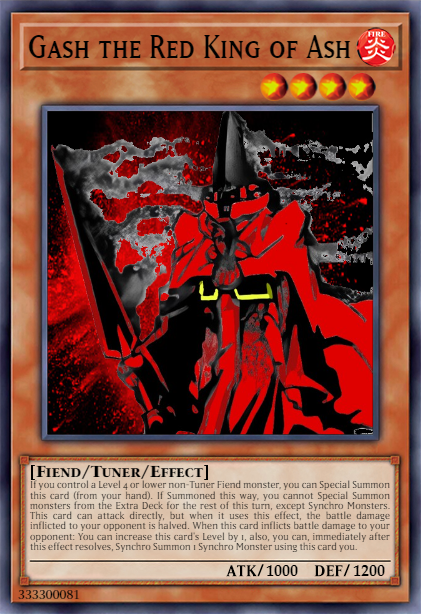 Gash the Red King of Ash
FIRE
炎
[Fiend/Tuner/Effect]
If you control a Level 4 or lower non-Tuner Fiend monster, you can Special Summon
this card (from your hand). If Summoned this way, you cannot Special Summon
monsters from the Extra Deck for the rest of this turn, except Synchro Monsters.
This card can attack directly, but when it uses this effect, the battle damage
inflicted to your opponent is halved. When this card inflicts battle damage to your
opponent: You can increase this card's Level by 1, also, you can, immediately after
this effect resolves, Synchro Summon 1 Synchro Monster using this card you.
ATK/1000 DEF/1200
333300081